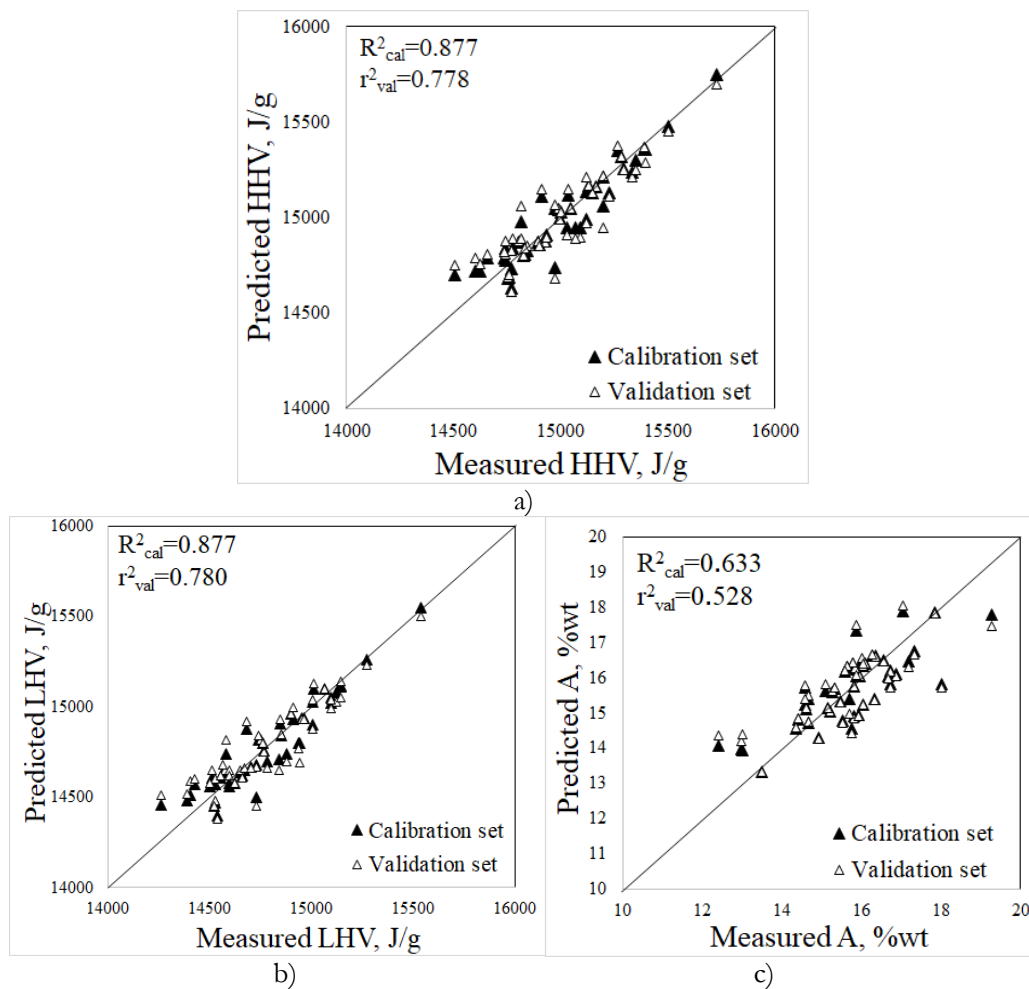 16000
R²cal=0.877
r²val=0.778
15500
Predicted HHV, J/g
15000
14500
▲ Calibration set
△ Validation set
14000
14000 14500 15000 15500 16000
Measured HHV, J/g
a)
16000
R²cal=0.877
r²val=0.780
15500
Predicted LHV, J/g
15000
14500
▲ Calibration set
△ Validation set
14000
14000 14500 15000 15500 16000
Measured LHV, J/g
b)
20
R²cal=0.633
r²val=0.528
19
18
17
Predicted A, %wt
16
15
14
13
12
▲ Calibration set
11
△ Validation set
10
10 12 14 16 18 20
Measured A, %wt
c)